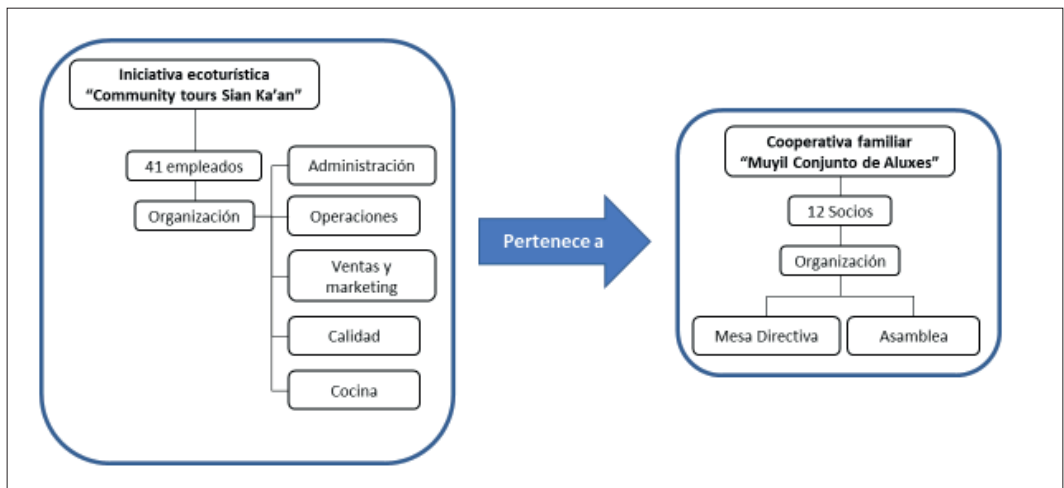 Iniciativa ecoturística
“Community tours Sian Ka’an”
41 empleados
Organización
Administración
Operaciones
Ventas y
marketing
Calidad
Cocina
Pertenece a
Cooperativa familiar
“Muyil Conjunto de Aluxes”
12 Socios
Organización
Mesa Directiva
Asamblea